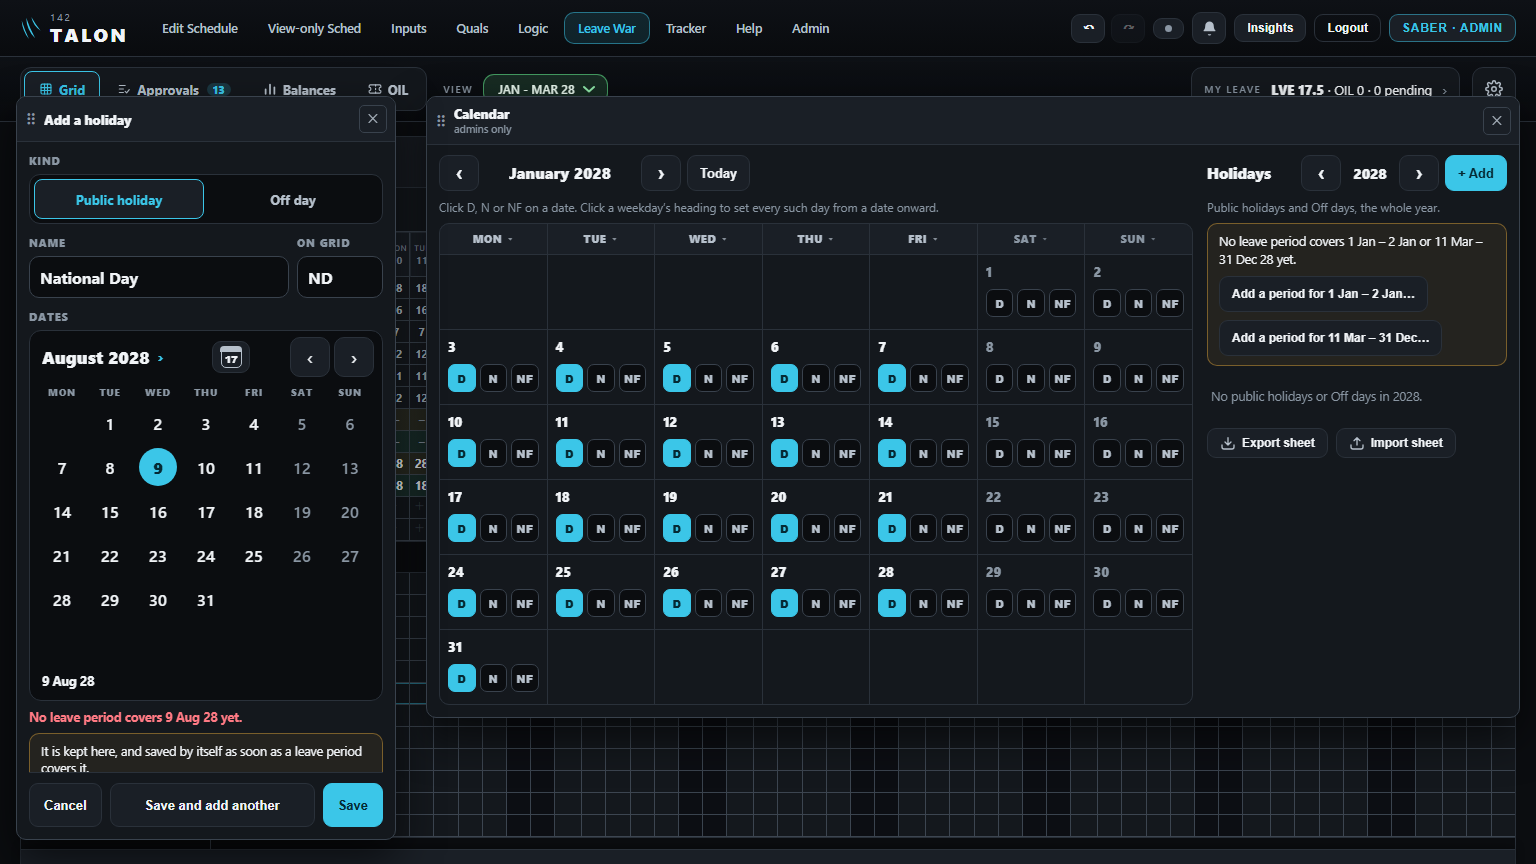 142
TALON
Edit Schedule
View-only Sched
Inputs
Quals
Logic
Leave War
Tracker
Help
Admin
Insights
Logout
SABER · ADMIN
Grid
Approvals 13
Balances
OIL
VIEW
JAN - MAR 28
MY LEAVE LVE 17.5 · OIL 0 · 0 pending ›
Add a holiday
KIND
Public holiday
Off day
NAME
ON GRID
National Day
ND
DATES
August 2028 ›
17
‹ ›
MON TUE WED THU FRI SAT SUN
1 2 3 4 5 6
7 8 9 10 11 12 13
14 15 16 17 18 19 20
21 22 23 24 25 26 27
28 29 30 31
9 Aug 28
No leave period covers 9 Aug 28 yet.
It is kept here, and saved by itself as soon as a leave period
covers it.
Cancel
Save and add another
Save
Calendar
admins only
‹ January 2028 › Today
Click D, N or NF on a date. Click a weekday's heading to set every such day from a date onward.
MON TUE WED THU FRI SAT SUN
1 2
D N NF D N NF
3 4 5 6 7 8 9
D N NF D N NF D N NF D N NF D N NF D N NF D N NF
10 11 12 13 14 15 16
D N NF D N NF D N NF D N NF D N NF D N NF D N NF
17 18 19 20 21 22 23
D N NF D N NF D N NF D N NF D N NF D N NF D N NF
24 25 26 27 28 29 30
D N NF D N NF D N NF D N NF D N NF D N NF D N NF
31
D N NF
Holidays
‹ 2028 ›
+ Add
Public holidays and Off days, the whole year.
No leave period covers 1 Jan – 2 Jan or 11 Mar –
31 Dec 28 yet.
Add a period for 1 Jan – 2 Jan...
Add a period for 11 Mar – 31 Dec...
No public holidays or Off days in 2028.
Export sheet
Import sheet